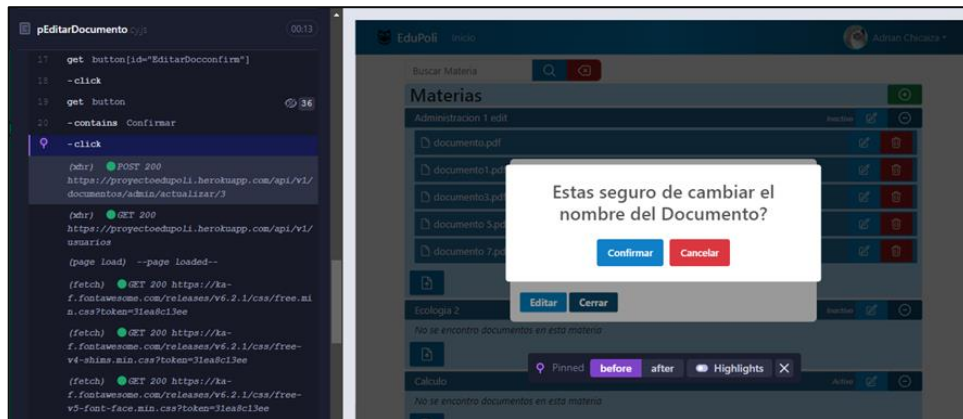 pEditarDocumento.cy.js 00:13
17 get button[id="EditarDocconfirm"]
18 -click
19 get button 36
20 -contains Confirmar
-click
(xhr) POST 200
https://proyectoedupoli.herokuapp.com/api/v1/
documentos/admin/actualizar/3
(xhr) GET 200
https://proyectoedupoli.herokuapp.com/api/v1/
usuarios
(page load) --page loaded--
(fetch) GET 200 https://ka-
f.fontawesome.com/releases/v6.2.1/css/free.mi
n.css?token=31ea8c13ee
(fetch) GET 200 https://ka-
f.fontawesome.com/releases/v6.2.1/css/free-
v4-shims.min.css?token=31ea8c13ee
(fetch) GET 200 https://ka-
f.fontawesome.com/releases/v6.2.1/css/free-
v5-font-face.min.css?token=31ea8c13ee
EduPoli Inicio Adrian Chicaiza
Buscar Materia
Materias
Administracion 1 edit Inactive
documento.pdf
documento1.pdf
documento3.pdf
documento 5.pd
documento 7.pd
Estas seguro de cambiar el
nombre del Documento?
Confirmar Cancelar
Editar Cerrar
Ecologia 2 Inactive
No se encontro documentos en esta materia
Pinned before after Highlights
Calculo Active
No se encontro documentos en esta materia